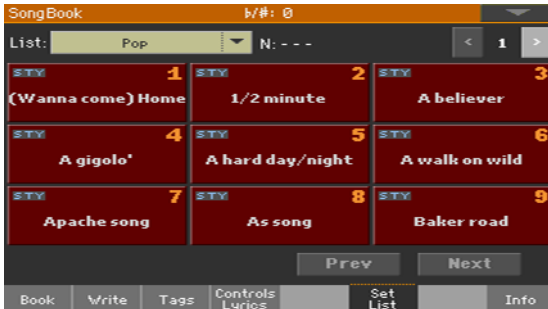 SongBook ♭/#: 0
List: Pop N: - - - < 1 >
STY 1 STY 2 STY 3
(Wanna come) Home 1/2 minute A believer
STY 4 STY 5 STY 6
A gigolo' A hard day/night A walk on wild
STY 7 STY 8 STY 9
Apache song As song Baker road
Prev Next
Book Write Tags Controls Lyrics Set List Info